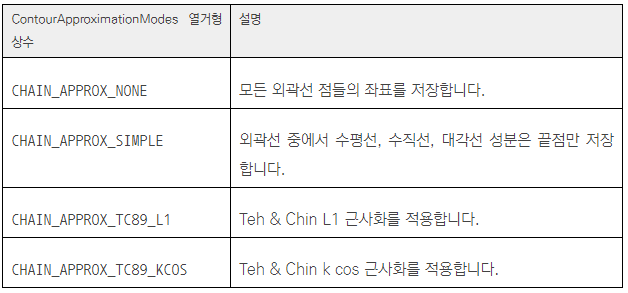 ContourApproximationModes 열거형 설명
상수
CHAIN_APPROX_NONE 모든 외곽선 점들의 좌표를 저장합니다.
CHAIN_APPROX_SIMPLE 외곽선 중에서 수평선, 수직선, 대각선 성분은 끝점만 저장
합니다.
CHAIN_APPROX_TC89_L1 Teh & Chin L1 근사화를 적용합니다.
CHAIN_APPROX_TC89_KCOS Teh & Chin k cos 근사화를 적용합니다.